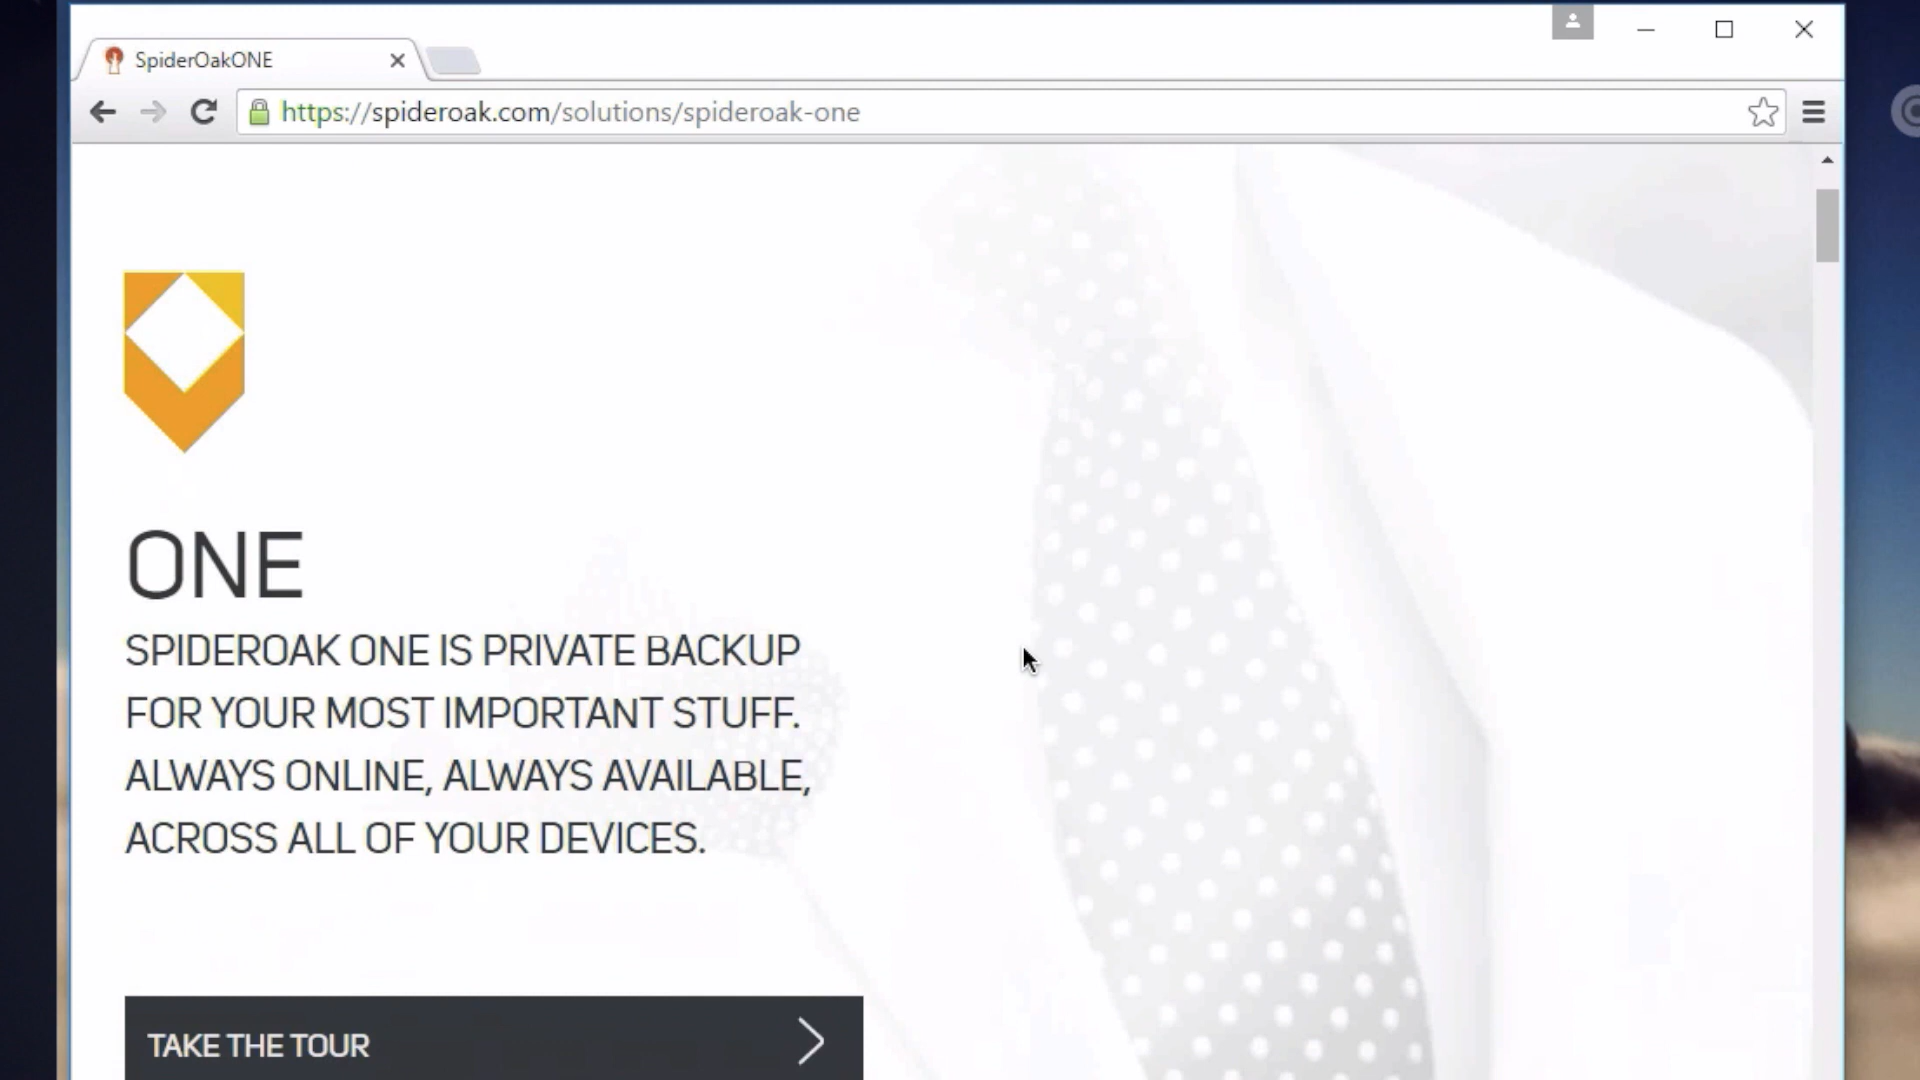 SpiderOakONE
https://spideroak.com/solutions/spideroak-one
ONE
SPIDEROAK ONE IS PRIVATE BACKUP
FOR YOUR MOST IMPORTANT STUFF.
ALWAYS ONLINE, ALWAYS AVAILABLE,
ACROSS ALL OF YOUR DEVICES.
TAKE THE TOUR